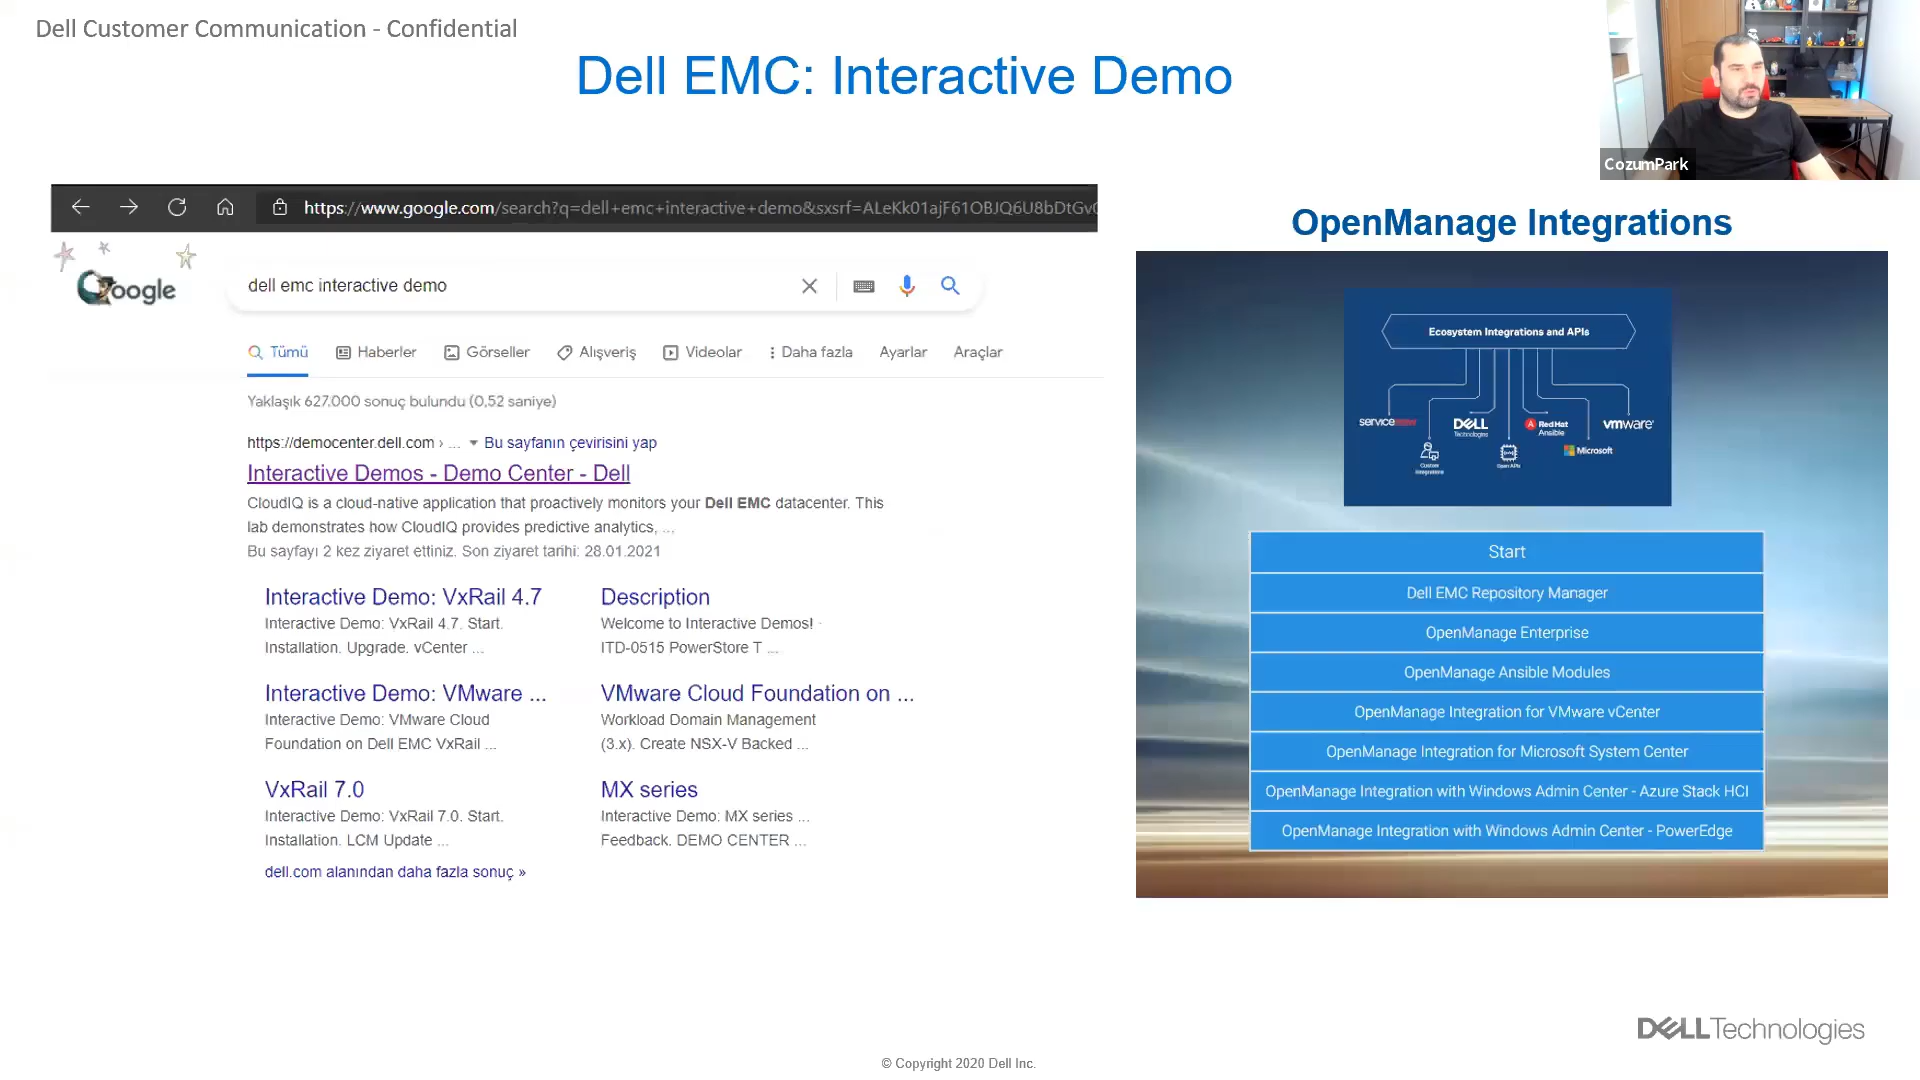 Dell Customer Communication - Confidential
Dell EMC: Interactive Demo
CozumPark
https://www.google.com/search?q=dell+emc+interactive+demo&sxsrf=ALeKk01ajF61OBJQ6U8bDtGv
Google
dell emc interactive demo
Tümü Haberler Görseller Alışveriş Videolar Daha fazla Ayarlar Araçlar
Yaklaşık 627.000 sonuç bulundu (0,52 saniye)
https://democenter.dell.com › ... Bu sayfanın çevirisini yap
Interactive Demos - Demo Center - Dell
CloudIQ is a cloud-native application that proactively monitors your Dell EMC datacenter. This
lab demonstrates how CloudIQ provides predictive analytics, ...
Bu sayfayı 2 kez ziyaret ettiniz. Son ziyaret tarihi: 28.01.2021
Interactive Demo: VxRail 4.7
Interactive Demo: VxRail 4.7. Start.
Installation. Upgrade. vCenter ...
Description
Welcome to Interactive Demos! ·
ITD-0515 PowerStore T ...
Interactive Demo: VMware ...
Interactive Demo: VMware Cloud
Foundation on Dell EMC VxRail ...
VMware Cloud Foundation on ...
Workload Domain Management
(3.x). Create NSX-V Backed ...
VxRail 7.0
Interactive Demo: VxRail 7.0. Start.
Installation. LCM Update ...
MX series
Interactive Demo: MX series ...
Feedback. DEMO CENTER ...
dell.com alanından daha fazla sonuç »
OpenManage Integrations
Ecosystem Integrations and APIs
servicenow
DELL
Technologies
Red Hat
Ansible
vmware
Custom
Integrations
Open APIs
Microsoft
Start
Dell EMC Repository Manager
OpenManage Enterprise
OpenManage Ansible Modules
OpenManage Integration for VMware vCenter
OpenManage Integration for Microsoft System Center
OpenManage Integration with Windows Admin Center - Azure Stack HCI
OpenManage Integration with Windows Admin Center - PowerEdge
DELL Technologies
© Copyright 2020 Dell Inc.